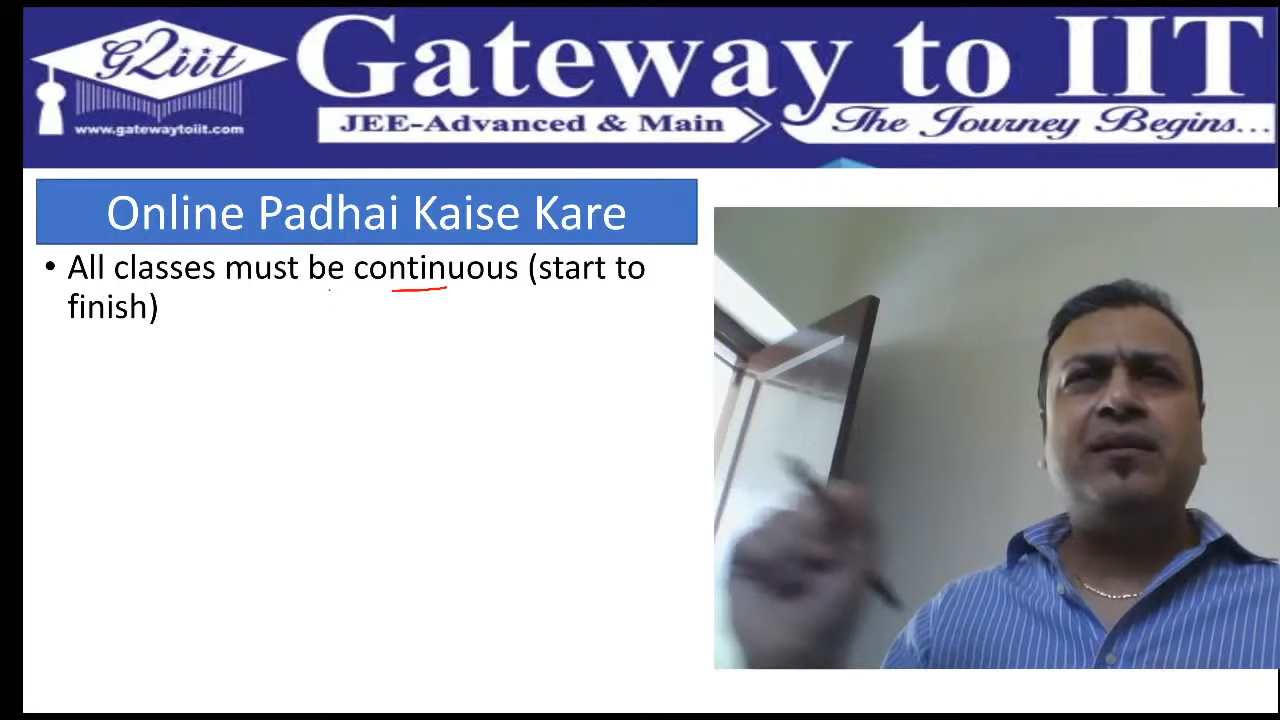 G2iit
www.gatewaytoiit.com
Gateway to IIT
JEE-Advanced & Main
The Journey Begins...
Online Padhai Kaise Kare
• All classes must be continuous (start to
finish)